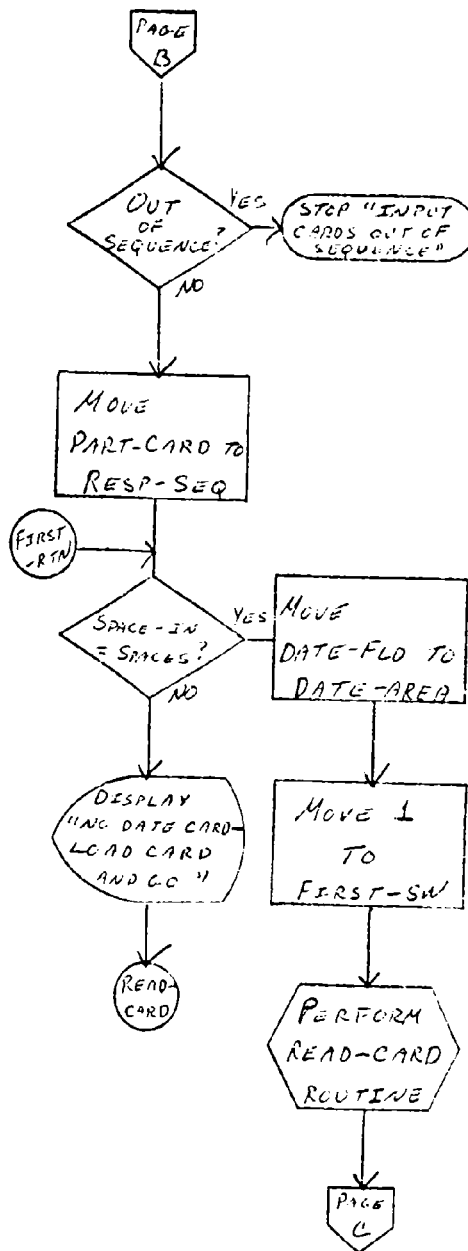 PAGE
B
OUT
OF
SEQUENCE?
YES
STOP "INPUT
CARDS OUT OF
SEQUENCE"
NO
MOVE
PART-CARD TO
RESP-SEQ
FIRST
-RTN
SPACE-IN
= SPACES?
YES
MOVE
DATE-FLD TO
DATE-AREA
NO
DISPLAY
"NO DATE CARD-
LOAD CARD
AND GO"
MOVE 1
TO
FIRST-SW
READ-
CARD
PERFORM
READ-CARD
ROUTINE
PAGE
C